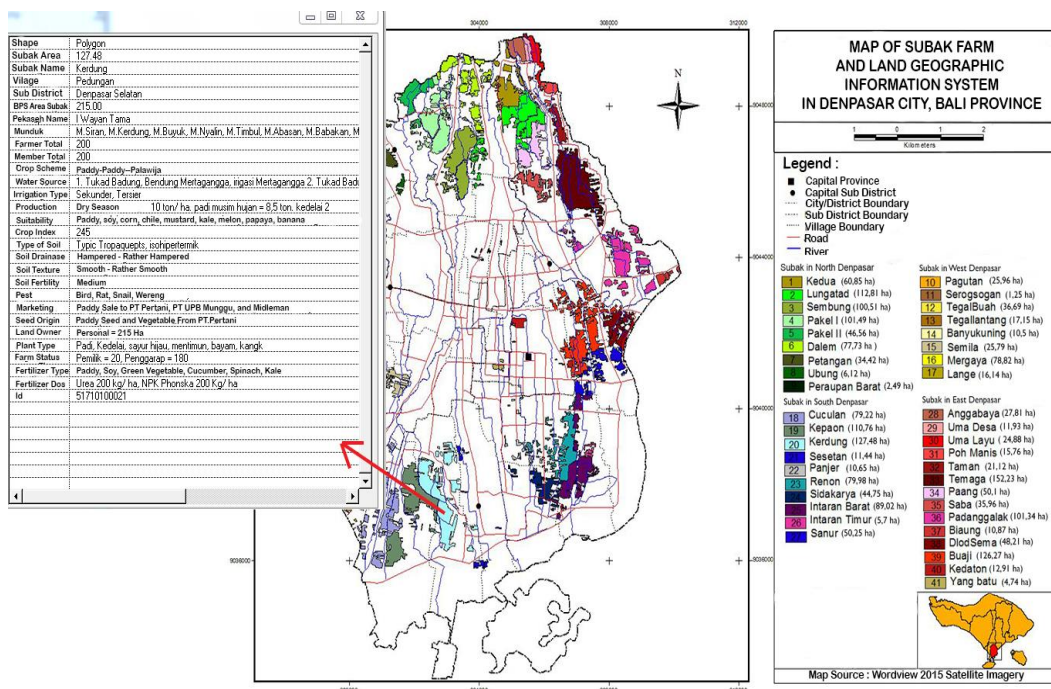 Shape Polygon
Subak Area 127.48
Subak Name Kerdung
Vilage Pedungan
Sub District Denpasar Selatan
BPS Area Subak 215.00
Pekaseh Name I Wayan Tama
Munduk M.Siran, M.Kerdung, M.Buyuk, M.Nyalin, M.Timbul, M.Abasan, M.Babakan, M
Farmer Total 200
Member Total 200
Crop Scheme Paddy-Paddy--Palawija
Water Source 1. Tukad Badung, Bendung Mertagangga, irigasi Mertagangga 2. Tukad Badu
Irrigation Type Sekunder, Tersier
Production Dry Season 10 ton/ ha. padi musim hujan = 8,5 ton. kedelai 2
Suitability Paddy, soy, corn, chile, mustard, kale, melon, papaya, banana
Crop Index 245
Type of Soil Typic Tropaquepts, isohipertermik
Soil Drainase Hampered - Rather Hampered
Soil Texture Smooth - Rather Smooth
Soil Fertility Medium
Pest Bird, Rat, Snail, Wereng
Marketing Paddy Sale to PT Pertani, PT UPB Munggu, and Midleman
Seed Origin Paddy Seed and Vegetable From PT.Pertani
Land Owner Personal = 215 Ha
Plant Type Padi, Kedelai, sayur hijau, mentimun, bayam, kangk
Farm Status Pemilik = 20, Penggarap = 180
Fertilizer Type Paddy, Soy, Green Vegetable, Cucumber, Spinach, Kale
Fertilizer Dos Urea 200 kg/ ha, NPK Phonska 200 Kg/ ha
Id 51710100021
304000 308000 312000
N
9048000
9044000
9040000
9036000 9036000
MAP OF SUBAK FARM
AND LAND GEOGRAPHIC
INFORMATION SYSTEM
IN DENPASAR CITY, BALI PROVINCE
1 0 1 2
Kilometers
Legend :
Capital Province
Capital Sub District
City/District Boundary
Sub District Boundary
Village Boundary
Road
River
Subak in North Denpasar
1 Kedua (60,85 ha)
2 Lungatad (112,81 ha)
3 Sembung (100,51 ha)
4 Pakel I (101,49 ha)
5 Pakel II (46,56 ha)
6 Dalem (77,73 ha)
7 Petangan (34,42 ha)
Ubung (6,12 ha)
Peraupan Barat (2,49 ha)
Subak in West Denpasar
10 Pagutan (25,96 ha)
11 Serogsogan (1,25 ha)
12 TegalBuah (36,69 ha)
13 Tegallantang (17,15 ha)
14 Banyukuning (10,5 ha)
15 Semila (25,79 ha)
16 Mergaya (78,82 ha)
17 Lange (16,14 ha)
Subak in South Denpasar
18 Cuculan (79,22 ha)
19 Kepaon (110,76 ha)
20 Kerdung (127,48 ha)
21 Sesetan (11,44 ha)
22 Panjer (10,65 ha)
23 Renon (79,98 ha)
24 Sidakarya (44,75 ha)
Intaran Barat (89,02 ha)
26 Intaran Timur (5,7 ha)
Sanur (50,25 ha)
Subak in East Denpasar
28 Anggabaya (27,81 ha)
29 Uma Desa (11,93 ha)
30 Uma Layu (24,88 ha)
31 Poh Manis (15,76 ha)
32 Taman (21,12 ha)
Temaga (152,23 ha)
34 Paang (50,1 ha)
35 Saba (35,96 ha)
36 Padanggalak (101,34 ha)
37 Biaung (10,87 ha)
DlodSema (48,21 ha)
39 Buaji (126,27 ha)
40 Kedaton (12,91 ha)
41 Yang batu (4,74 ha)
Map Source : Wordview 2015 Satellite Imagery